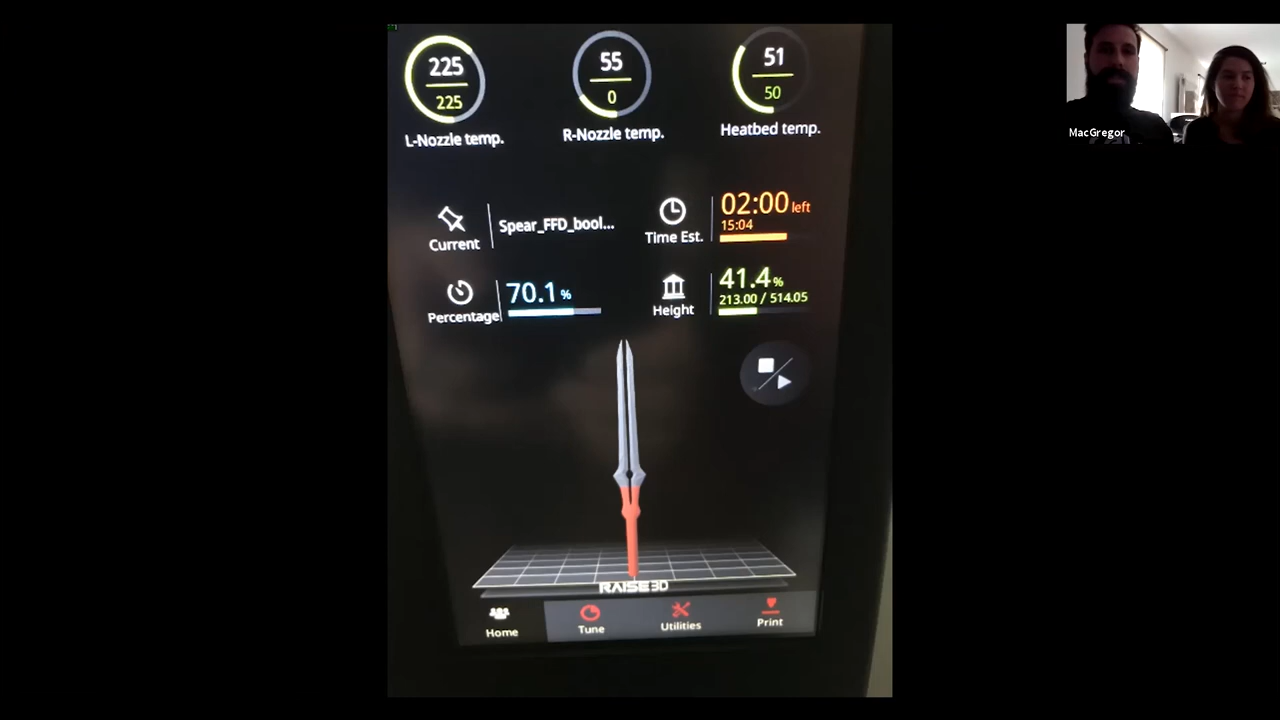 225
225
L-Nozzle temp.
55
0
R-Nozzle temp.
51
50
Heatbed temp.
MacGregor
Current
Spear_FFD_bool...
Time Est.
02:00 left
15:04
Percentage
70.1 %
Height
41.4 %
213.00 / 514.05
RAISE3D
Home
Tune
Utilities
Print